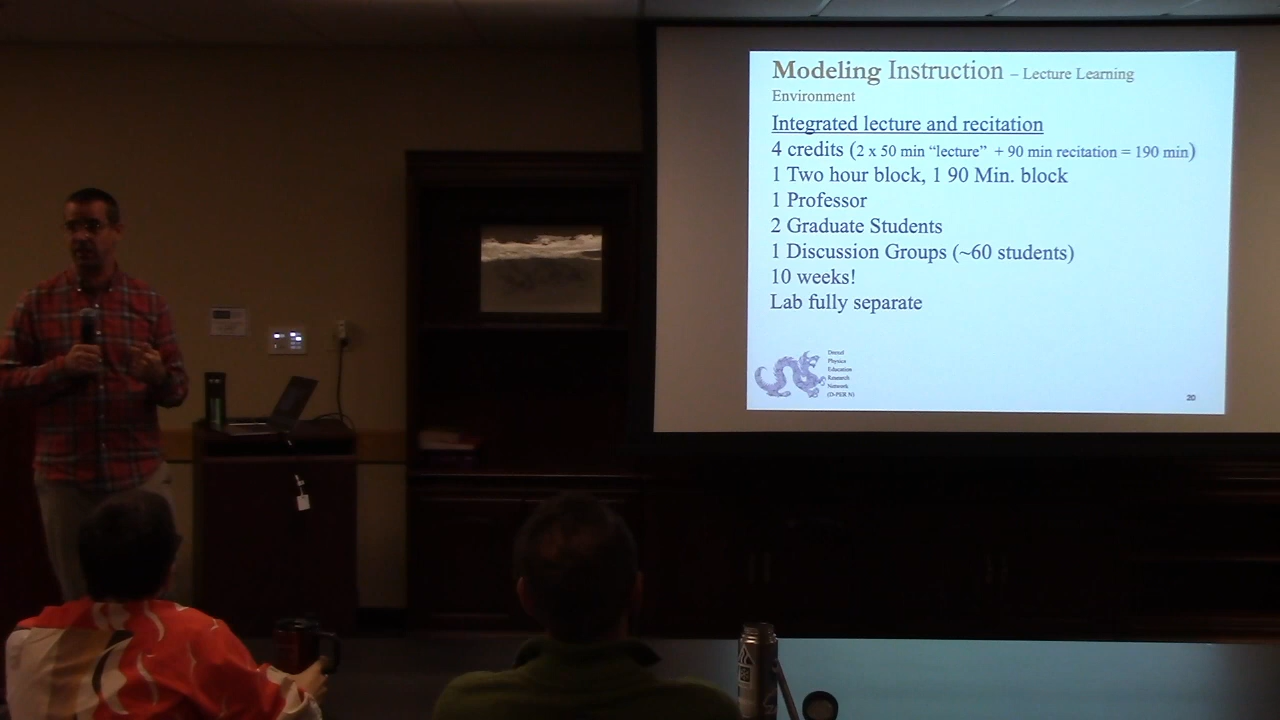 Modeling Instruction – Lecture Learning
Environment
Integrated lecture and recitation
4 credits (2 x 50 min “lecture” + 90 min recitation = 190 min)
1 Two hour block, 1 90 Min. block
1 Professor
2 Graduate Students
1 Discussion Groups (~60 students)
10 weeks!
Lab fully separate
Drexel
Physics
Education
Research
Network
(D-PER N)
20